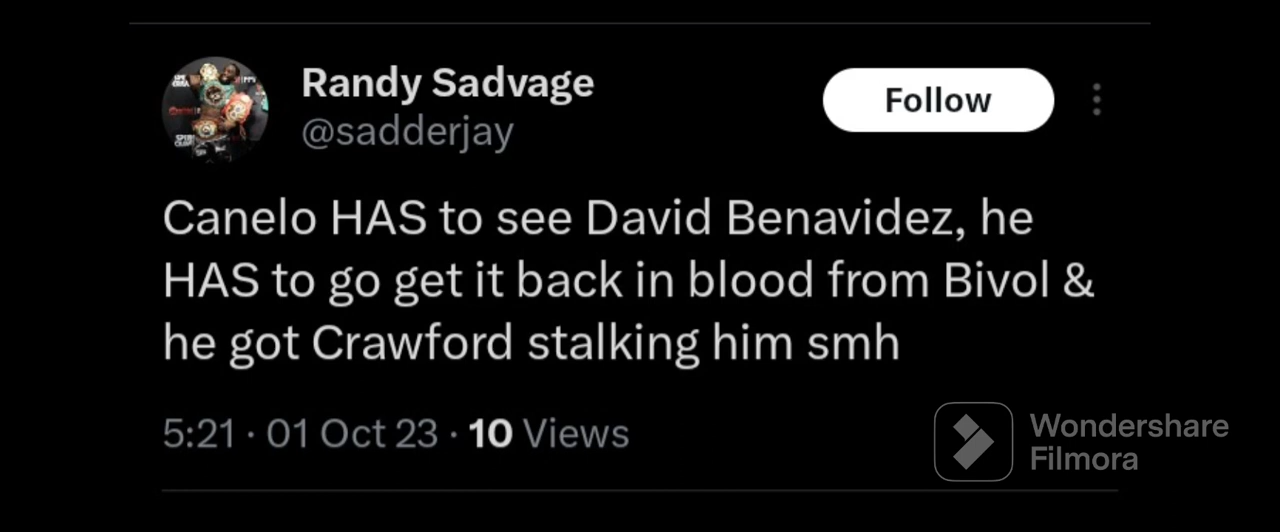 Randy Sadvage
@sadderjay
Follow
Canelo HAS to see David Benavidez, he
HAS to go get it back in blood from Bivol &
he got Crawford stalking him smh
5:21 · 01 Oct 23 · 10 Views
Wondershare
Filmora